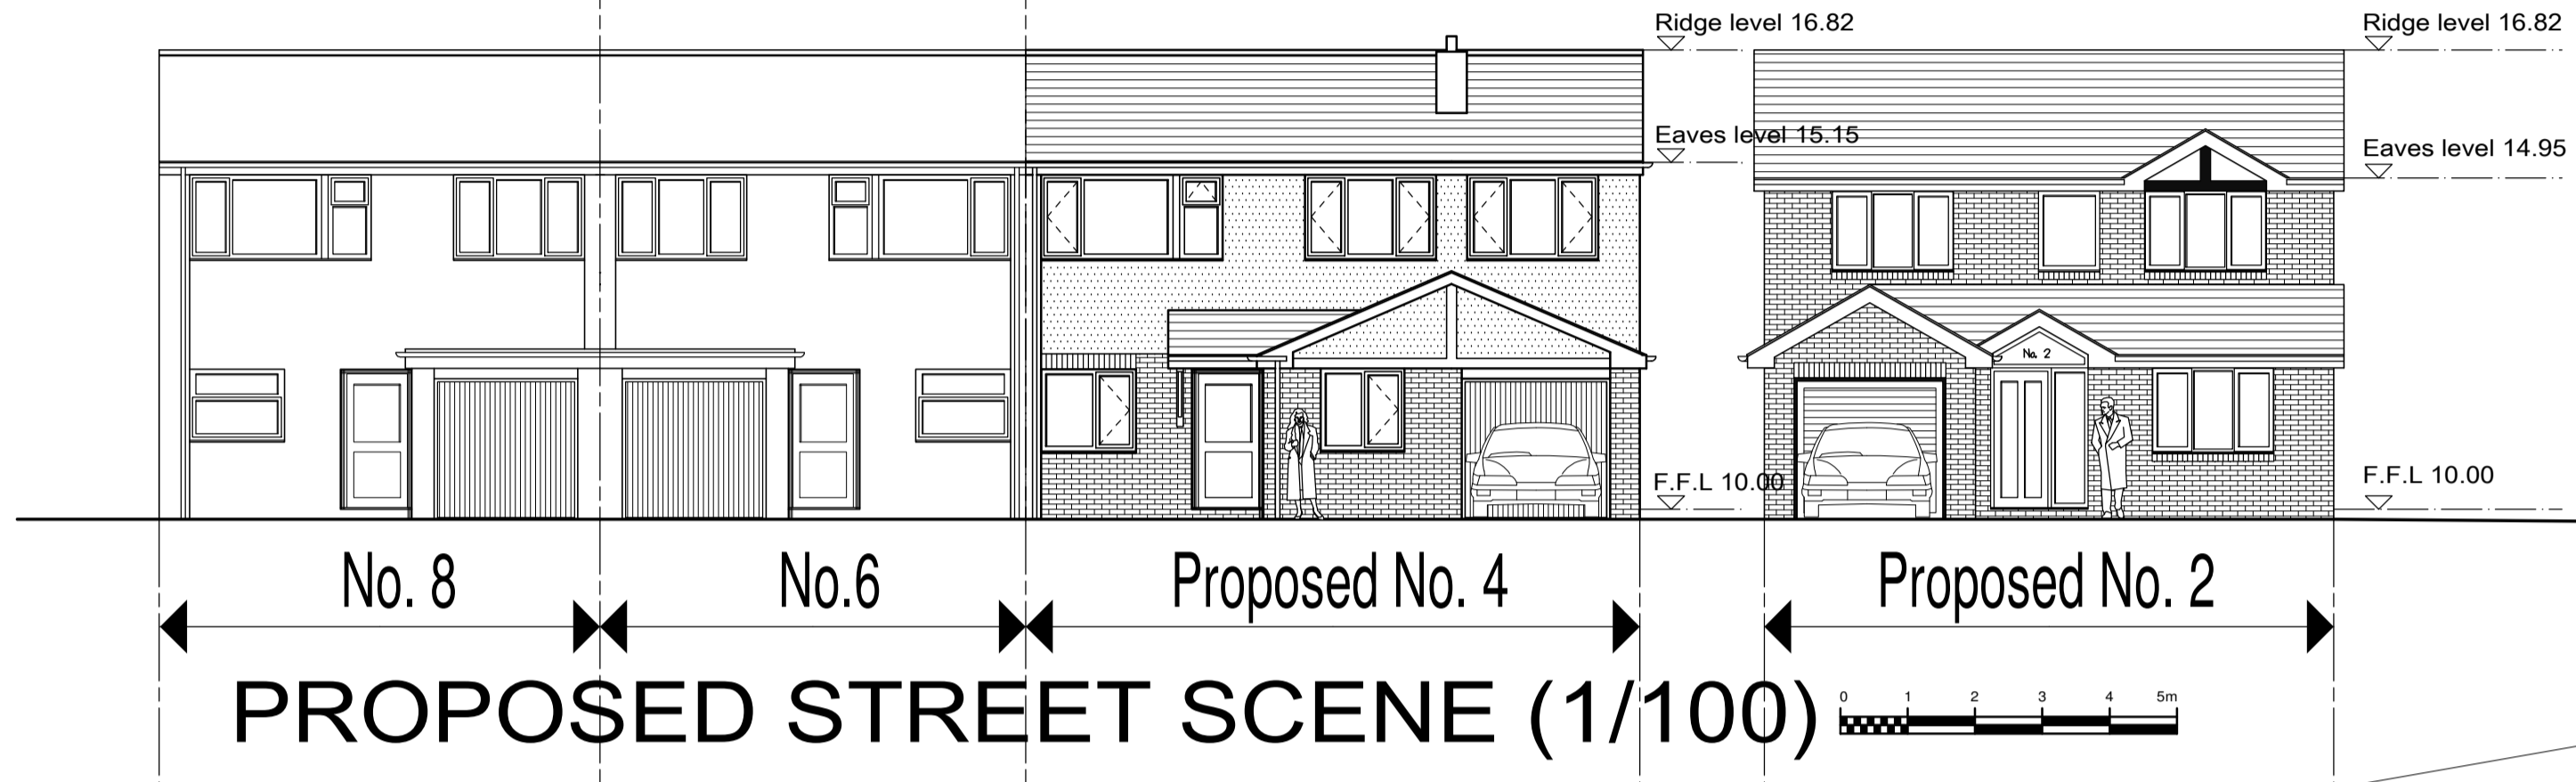 Ridge level 16.82
Ridge level 16.82
Eaves level 15.15
Eaves level 14.95
No. 2
F.F.L 10.00
F.F.L 10.00
No. 8
No.6
Proposed No. 4
Proposed No. 2
PROPOSED STREET SCENE (1/100)
0 1 2 3 4 5m